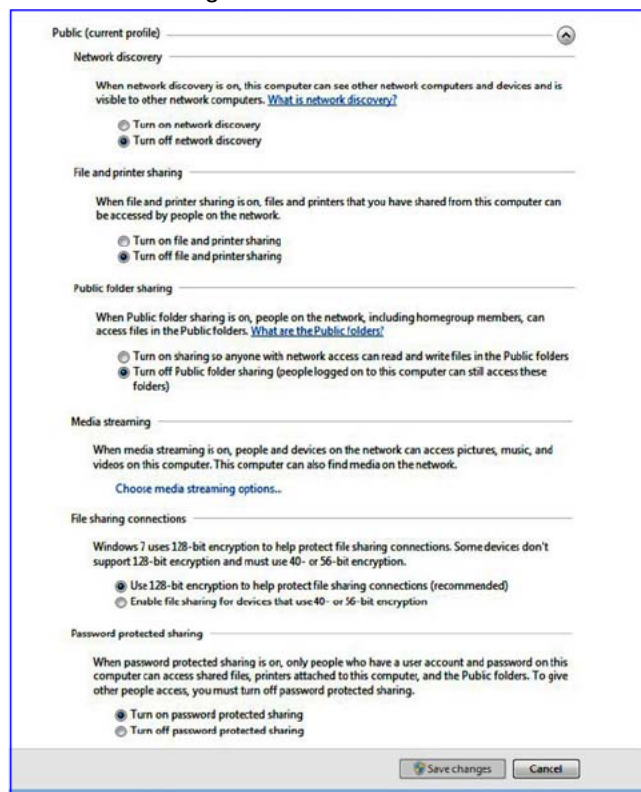 Public (current profile)
Network discovery
When network discovery is on, this computer can see other network computers and devices and is
visible to other network computers. What is network discovery?
Turn on network discovery
Turn off network discovery
File and printer sharing
When file and printer sharing is on, files and printers that you have shared from this computer can
be accessed by people on the network.
Turn on file and printer sharing
Turn off file and printer sharing
Public folder sharing
When Public folder sharing is on, people on the network, including homegroup members, can
access files in the Public folders. What are the Public folders?
Turn on sharing so anyone with network access can read and write files in the Public folders
Turn off Public folder sharing (people logged on to this computer can still access these
folders)
Media streaming
When media streaming is on, people and devices on the network can access pictures, music, and
videos on this computer. This computer can also find media on the network.
Choose media streaming options...
File sharing connections
Windows 7 uses 128-bit encryption to help protect file sharing connections. Some devices don't
support 128-bit encryption and must use 40- or 56-bit encryption.
Use 128-bit encryption to help protect file sharing connections (recommended)
Enable file sharing for devices that use 40- or 56-bit encryption
Password protected sharing
When password protected sharing is on, only people who have a user account and password on this
computer can access shared files, printers attached to this computer, and the Public folders. To give
other people access, you must turn off password protected sharing.
Turn on password protected sharing
Turn off password protected sharing
Save changes Cancel